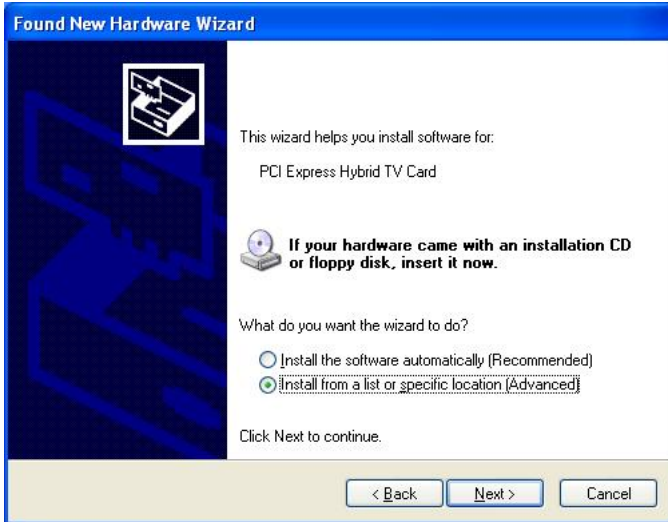 Found New Hardware Wizard
This wizard helps you install software for:
PCI Express Hybrid TV Card
If your hardware came with an installation CD
or floppy disk, insert it now.
What do you want the wizard to do?
Install the software automatically (Recommended)
Install from a list or specific location (Advanced)
Click Next to continue.
< Back Next > Cancel